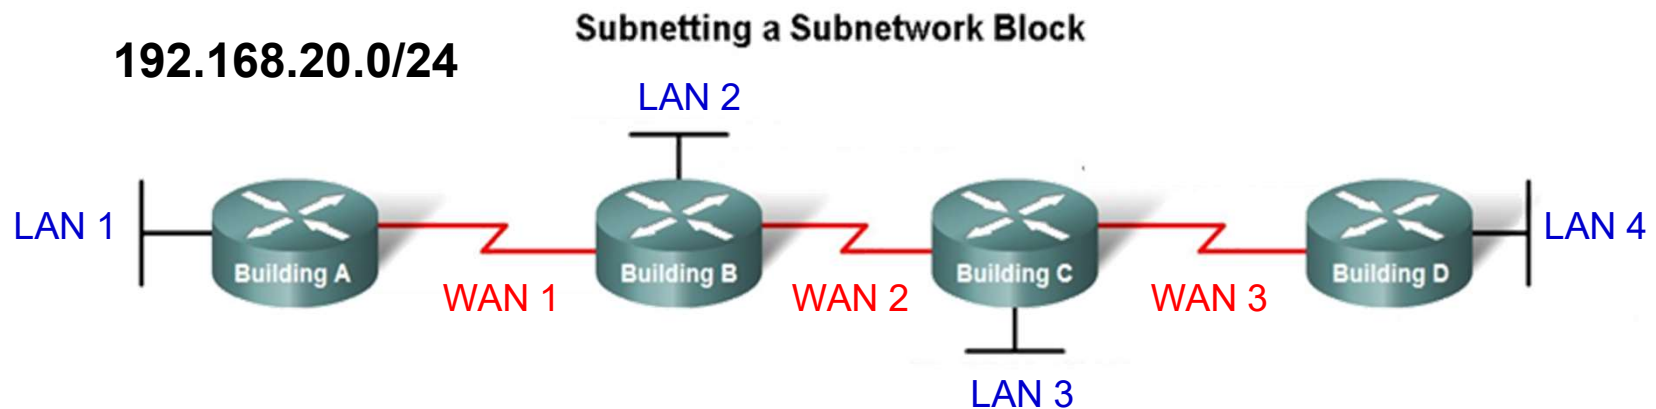 Subnetting a Subnetwork Block
192.168.20.0/24
LAN 2
LAN 1
LAN 4
Building A
Building B
Building C
Building D
WAN 1
WAN 2
WAN 3
LAN 3